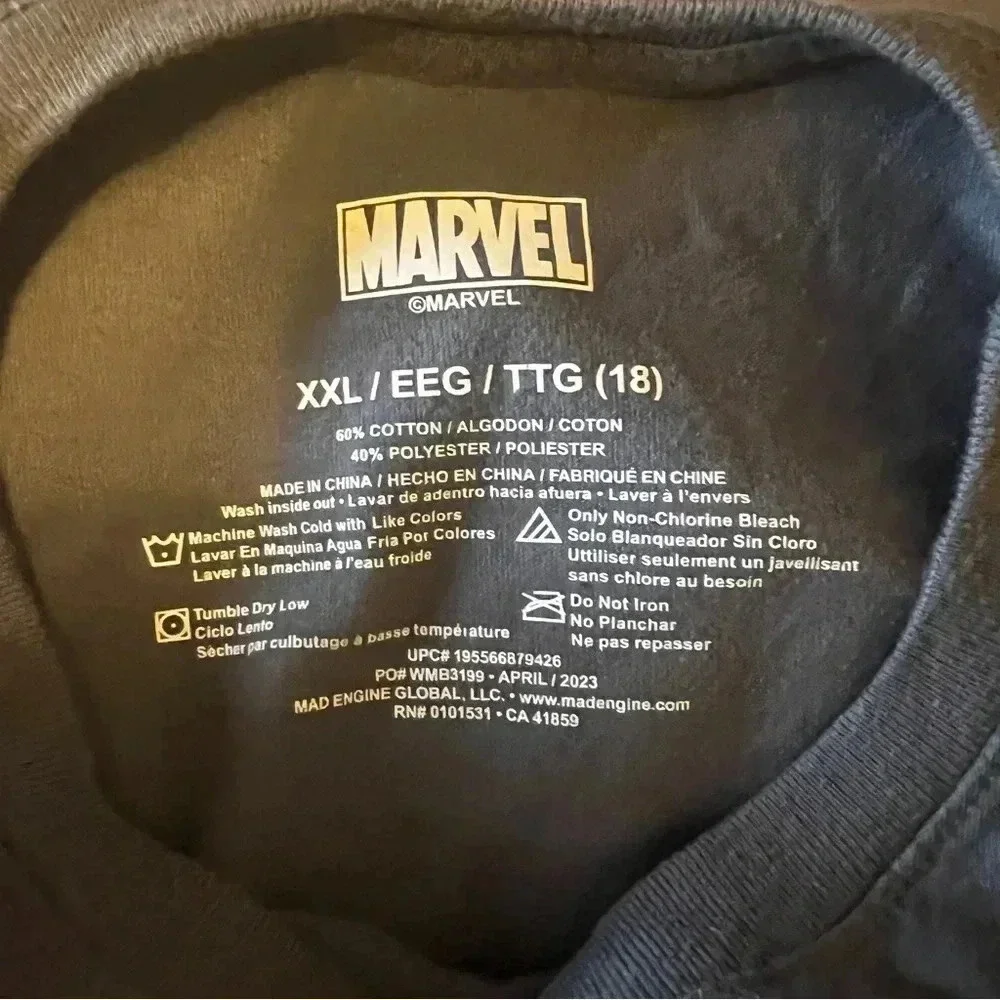 MARVEL
©MARVEL
XXL / EEG / TTG (18)
60% COTTON / ALGODON / COTON
40% POLYESTER / POLIESTER
MADE IN CHINA / HECHO EN CHINA / FABRIQUÉ EN CHINE
Wash inside out • Lavar de adentro hacia afuera • Laver à l'envers
Machine Wash Cold with Like Colors
Lavar En Maquina Agua Fria Por Colores
Laver à la machine à l'eau froide
Only Non-Chlorine Bleach
Solo Blanqueador Sin Cloro
Uttiliser seulement un javellisant
sans chlore au besoin
Tumble Dry Low
Ciclo Lento
Sècher par culbutage à basse température
Do Not Iron
No Planchar
Ne pas repasser
UPC# 195566879426
PO# WMB3199 • APRIL / 2023
MAD ENGINE GLOBAL, LLC. • www.madengine.com
RN# 0101531 • CA 41859